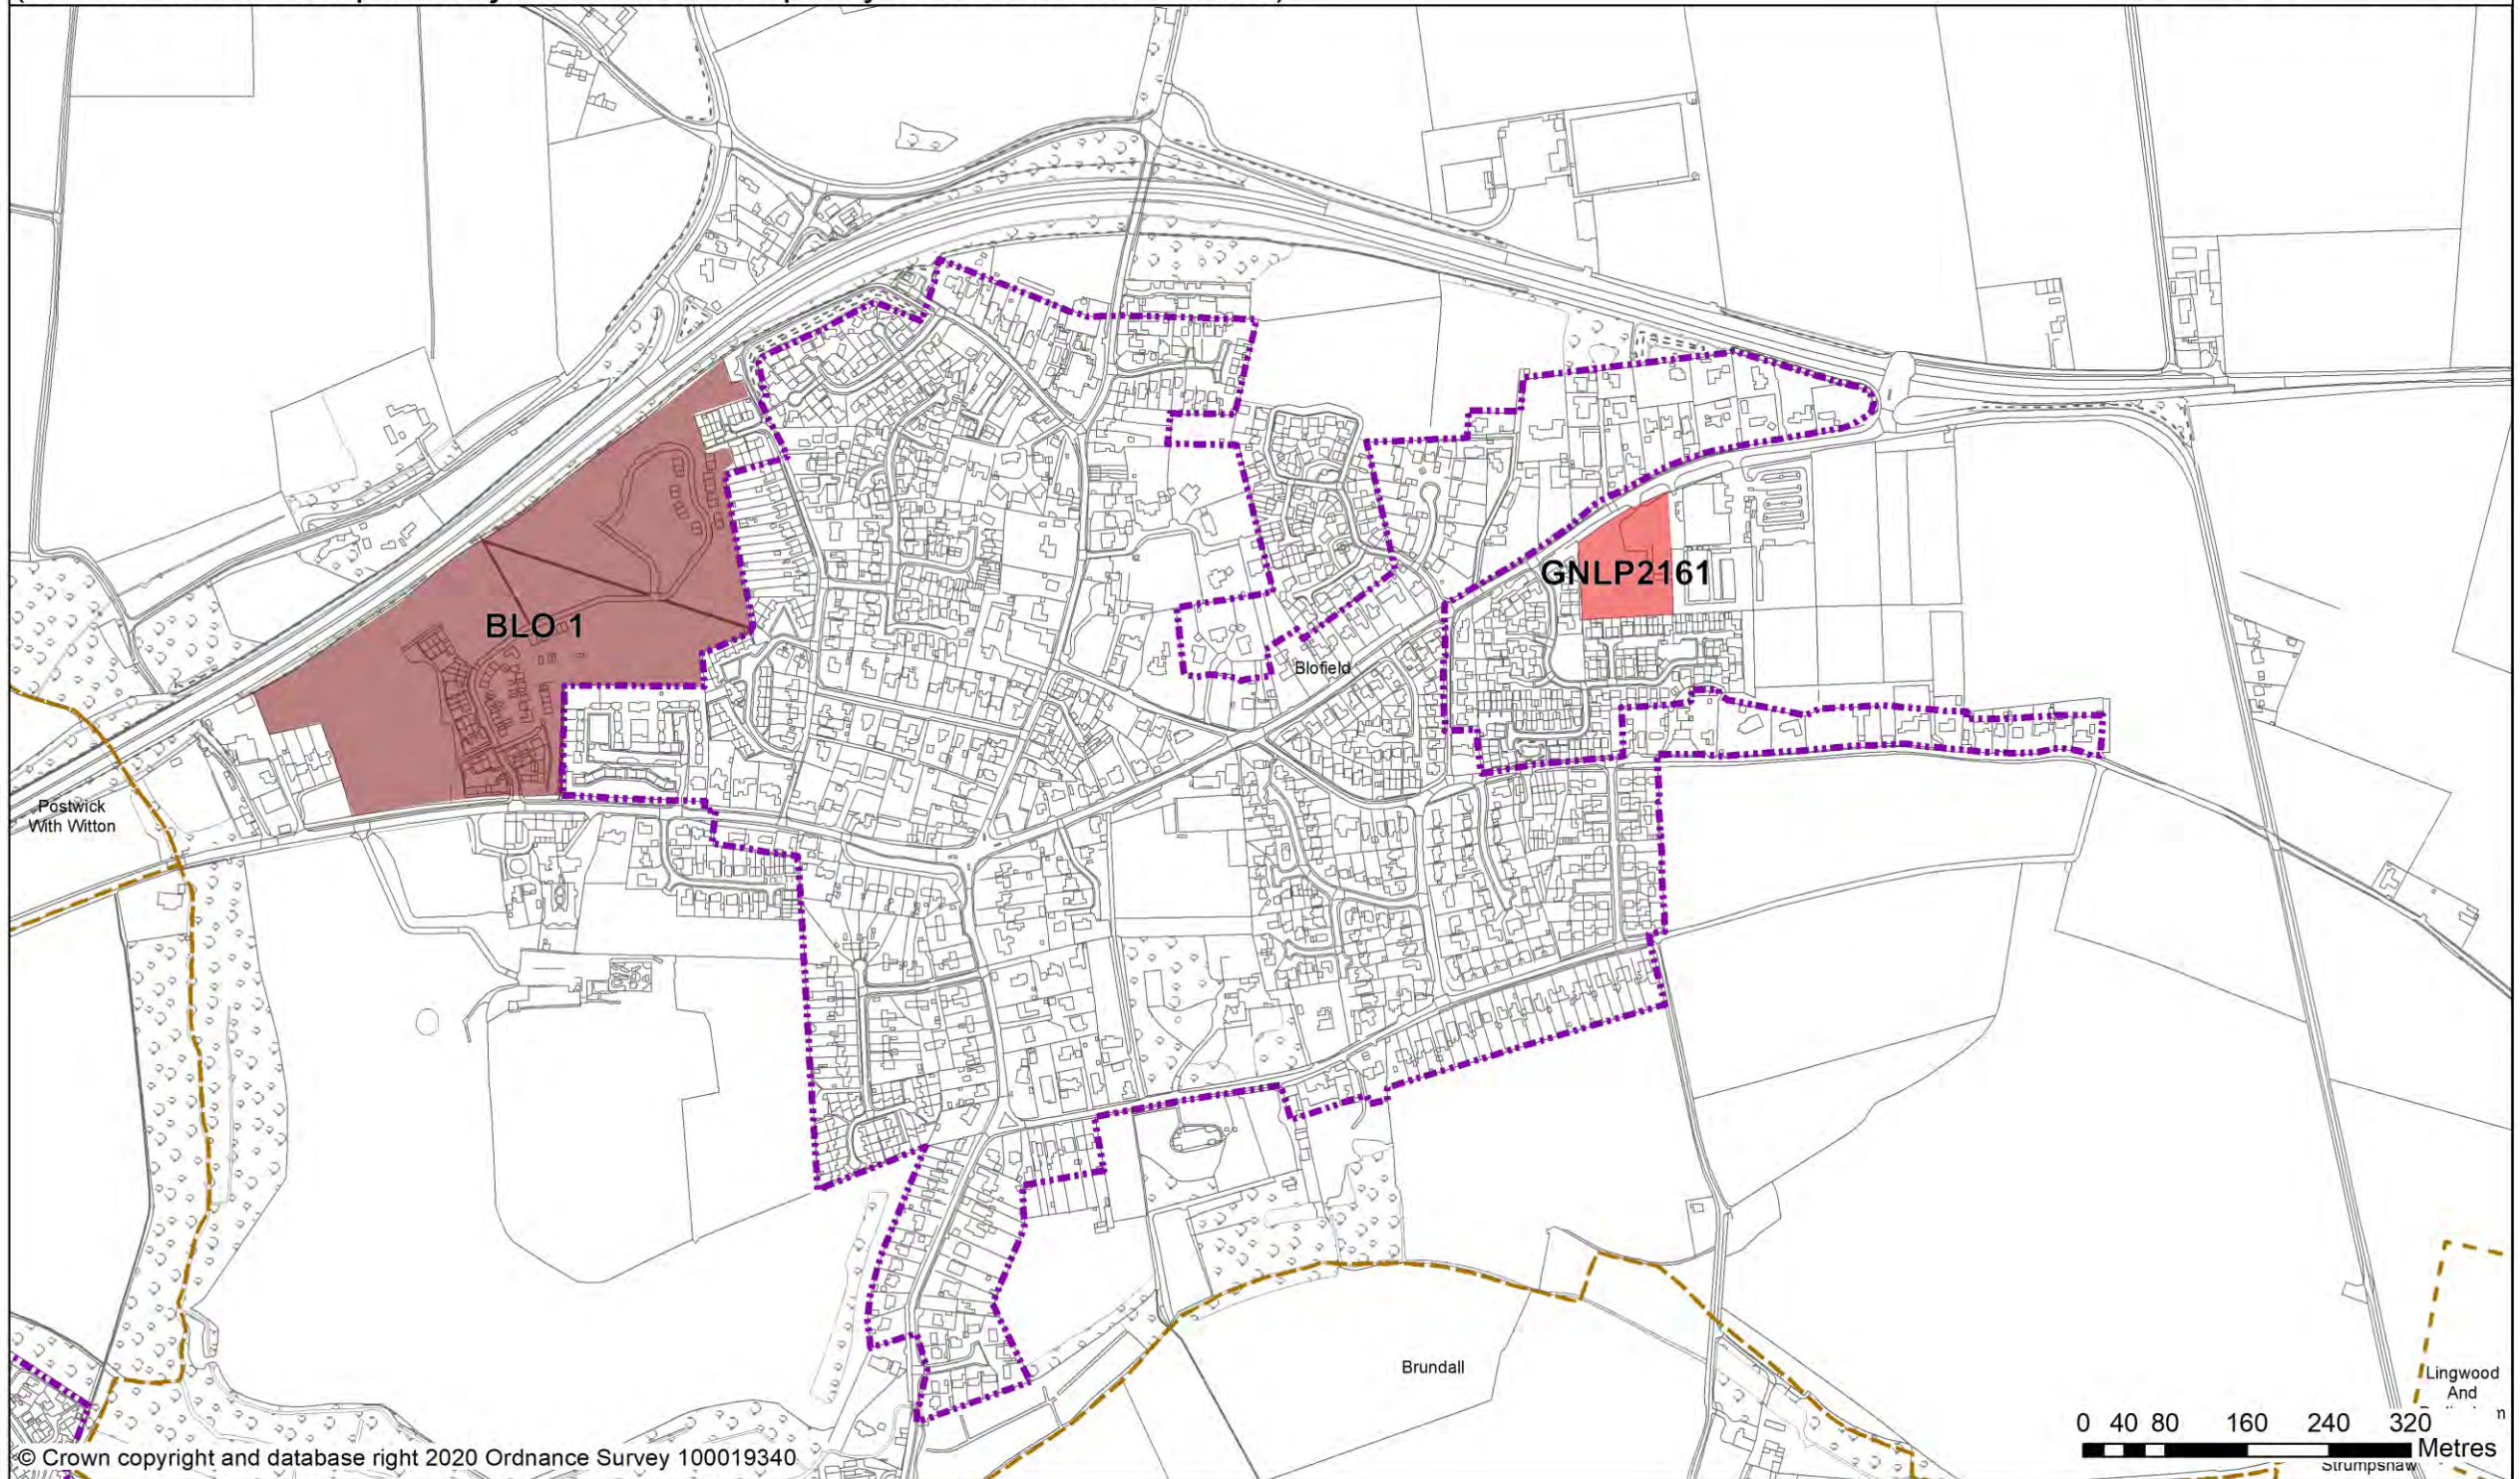 BLO 1
GNLP2161
Blofield
Postwick
With Witton
Brundall
Lingwood
And
0 40 80 160 240 320
Metres
Strumpshaw
© Crown copyright and database right 2020 Ordnance Survey 100019340